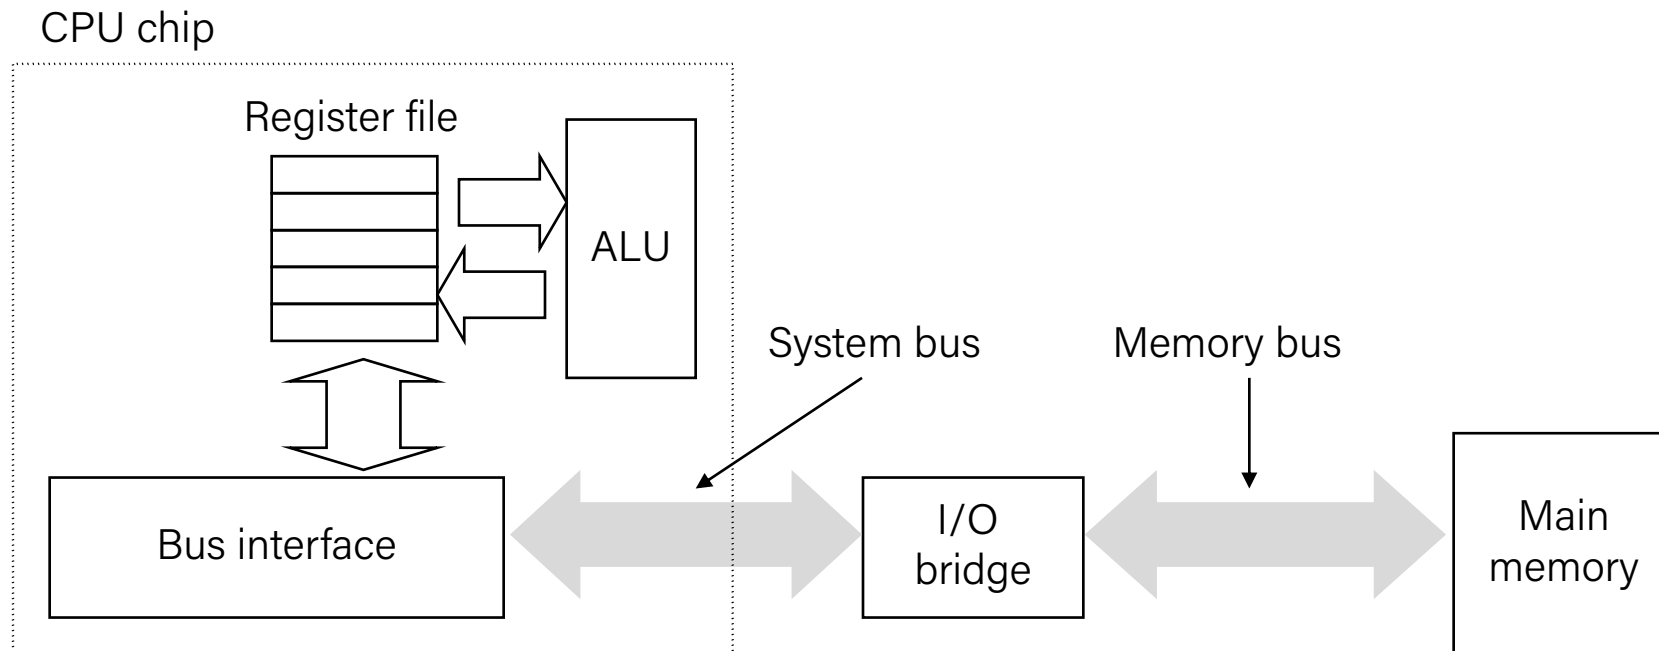 CPU chip
Register file
ALU
System bus
Memory bus
Bus interface
I/O
bridge
Main
memory